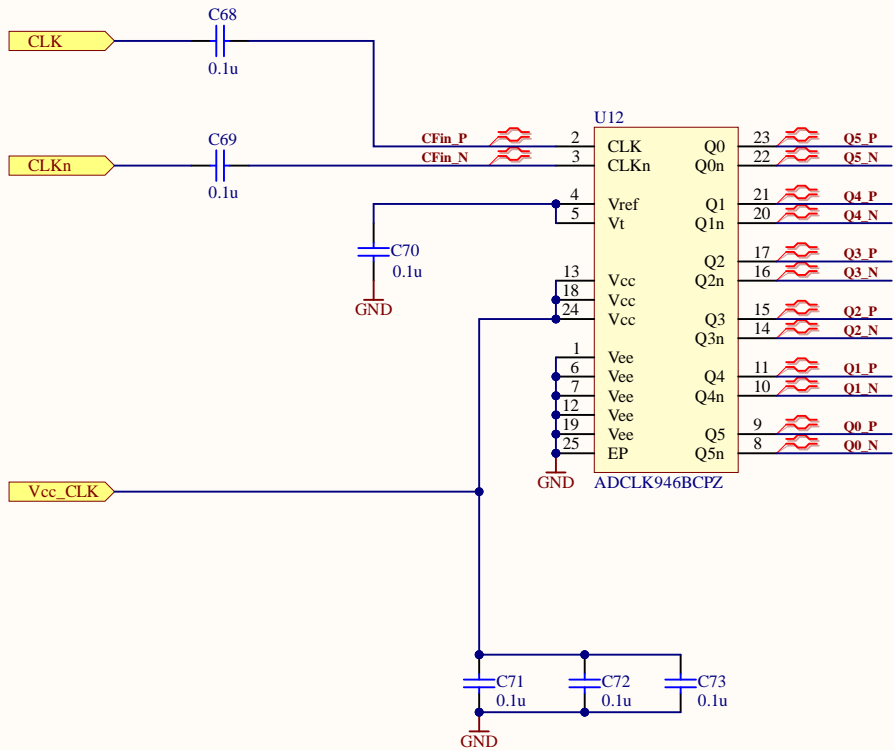 C68
CLK
0.1u
U12
C69
CLKn
0.1u
CFin_P 2 CLK Q0 23 Q5_P
CFin_N 3 CLKn Q0n 22 Q5_N
4 Vref Q1 21 Q4_P
5 Vt Q1n 20 Q4_N
C70
0.1u
GND
Q2 17 Q3_P
13 Vcc Q2n 16 Q3_N
18 Vcc
24 Vcc Q3 15 Q2_P
Q3n 14 Q2_N
1 Vee
6 Vee Q4 11 Q1_P
7 Vee Q4n 10 Q1_N
12 Vee
19 Vee Q5 9 Q0_P
25 EP Q5n 8 Q0_N
GND
ADCLK946BCPZ
Vcc_CLK
C71 C72 C73
0.1u 0.1u 0.1u
GND